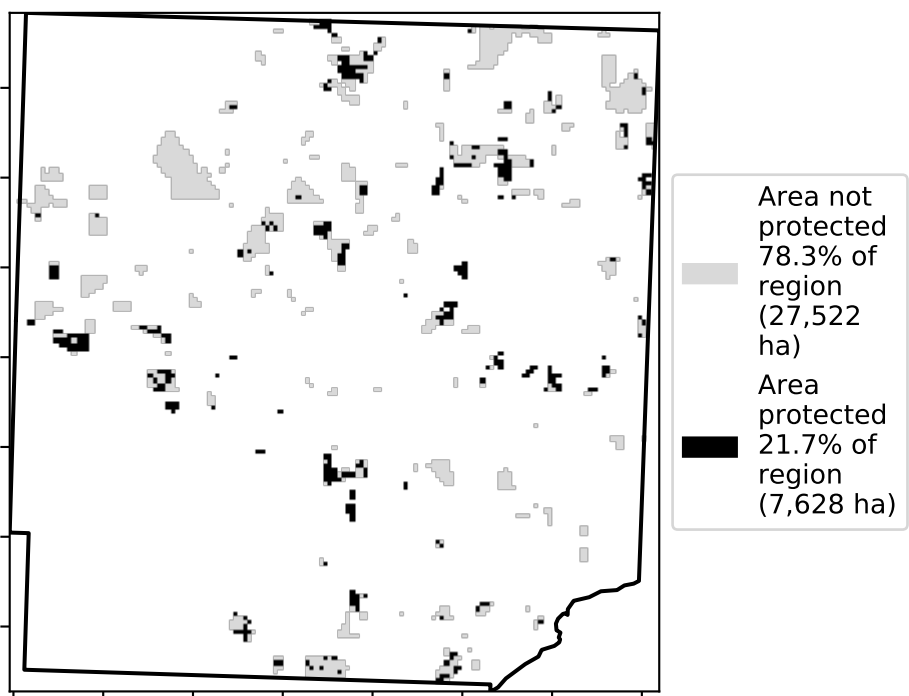 Area not
protected
78.3% of
region
(27,522
ha)
Area
protected
21.7% of
region
(7,628 ha)